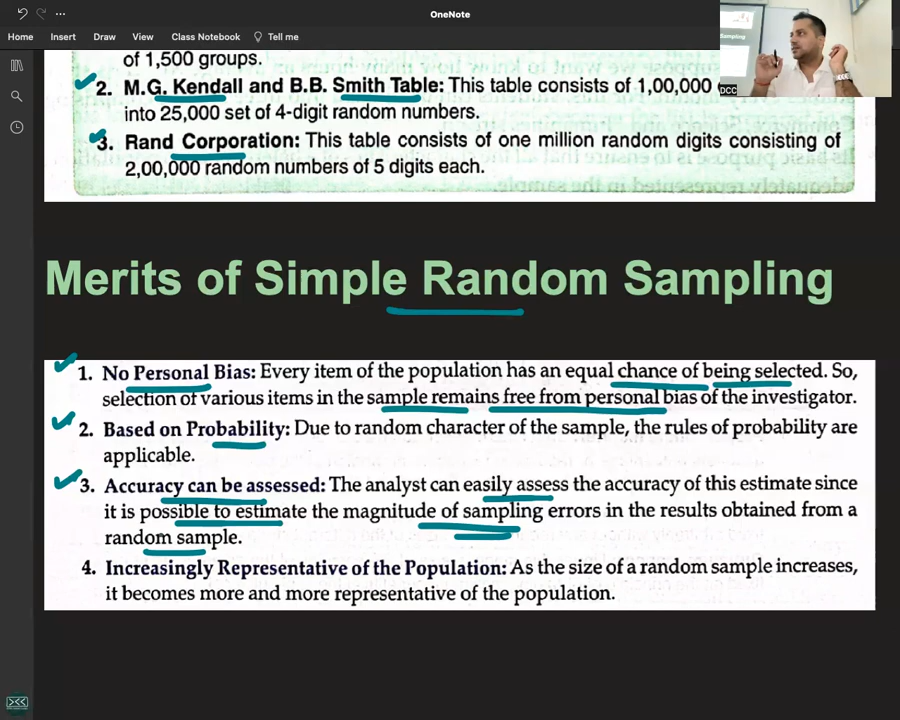 OneNote
Home Insert Draw View Class Notebook Tell me
Sampling
DCC
of 1,500 groups.
2. M.G. Kendall and B.B. Smith Table: This table consists of 1,00,000
into 25,000 set of 4-digit random numbers.
3. Rand Corporation: This table consists of one million random digits consisting of
2,00,000 random numbers of 5 digits each.
Merits of Simple Random Sampling
1. No Personal Bias: Every item of the population has an equal chance of being selected. So,
selection of various items in the sample remains free from personal bias of the investigator.
2. Based on Probability: Due to random character of the sample, the rules of probability are
applicable.
3. Accuracy can be assessed: The analyst can easily assess the accuracy of this estimate since
it is possible to estimate the magnitude of sampling errors in the results obtained from a
random sample.
4. Increasingly Representative of the Population: As the size of a random sample increases,
it becomes more and more representative of the population.